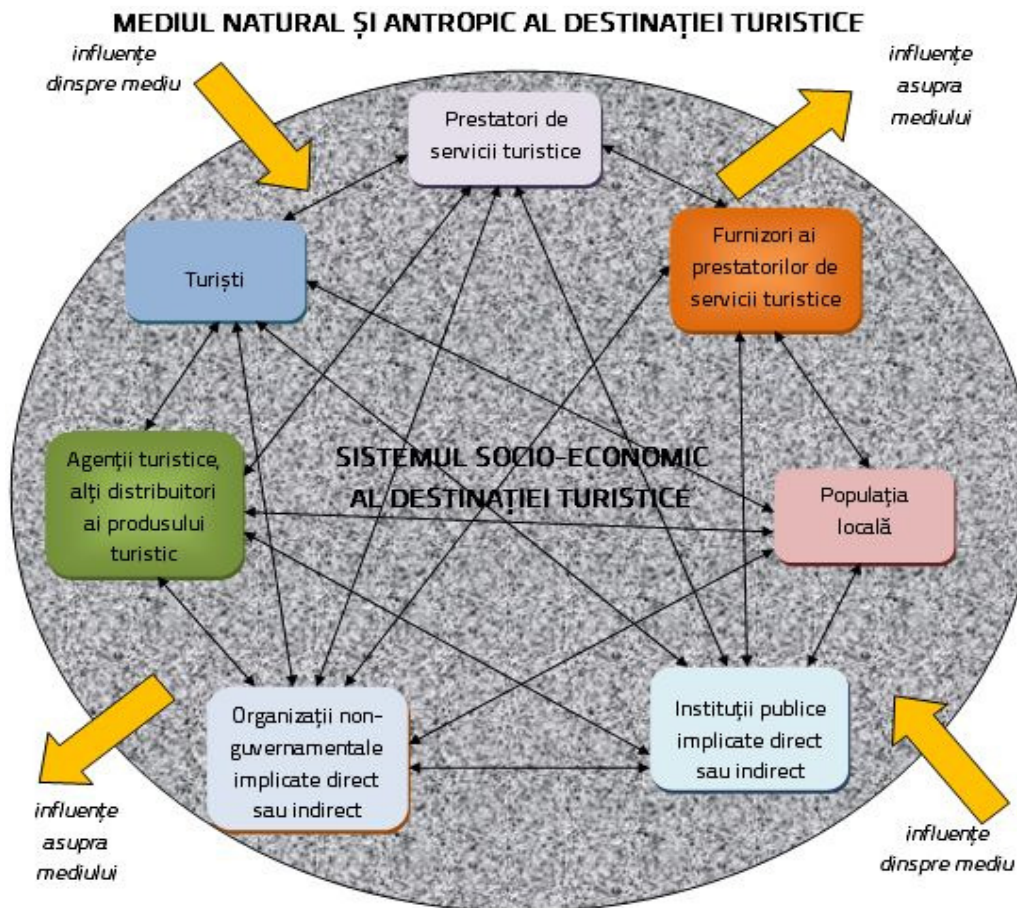 MEDIUL NATURAL ȘI ANTROPIC AL DESTINAȚIEI TURISTICE
influențe
dinspre mediu
influențe
asupra
mediului
Prestatori de
servicii turistice
Turiști
Furnizori ai
prestatorilor de
servicii turistice
Agenții turistice,
alți distribuitori
ai produsului
turistic
SISTEMUL SOCIO-ECONOMIC
AL DESTINAȚIEI TURISTICE
Populația
locală
Organizații non-
guvernamentale
implicate direct
sau indirect
Instituții publice
implicate direct
sau indirect
influențe
asupra
mediului
influențe
dinspre mediu